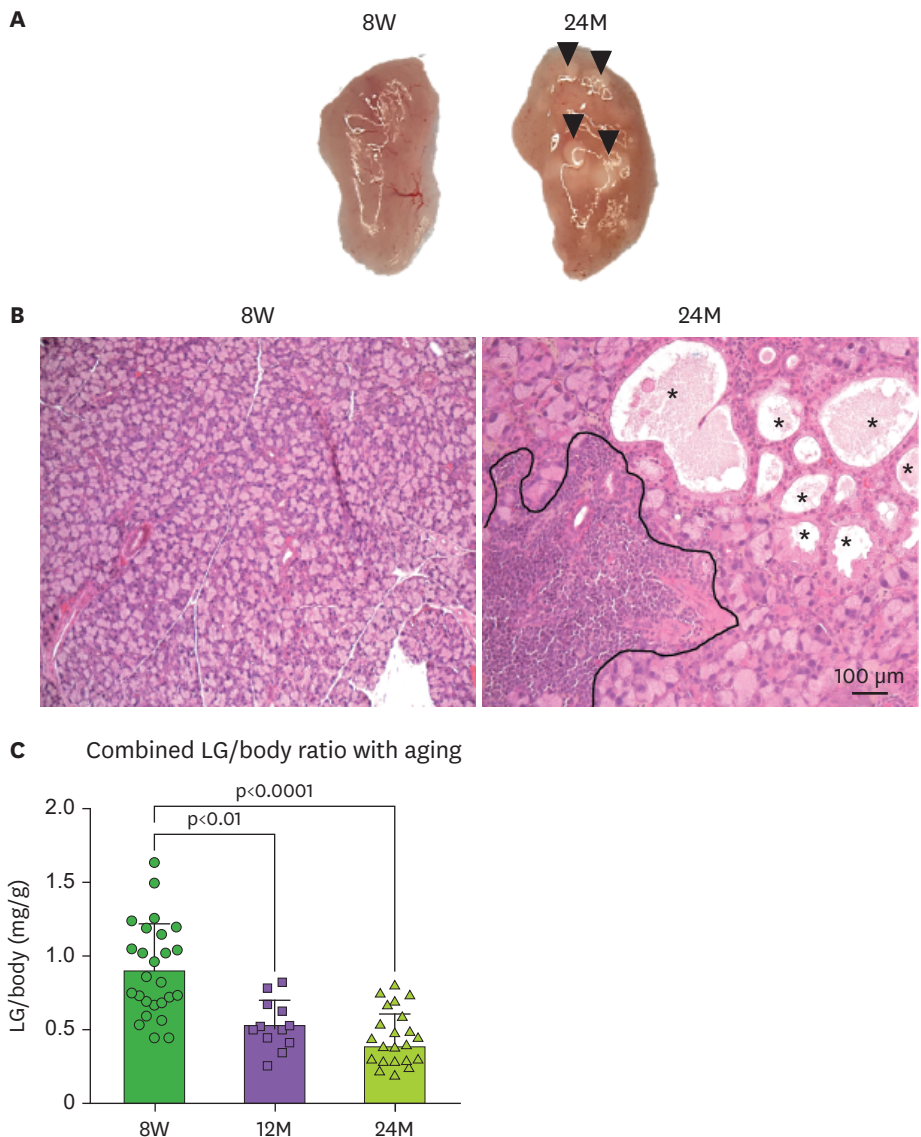 A
8W 24M
B
8W 24M
* * * * * * *
100 µm
C Combined LG/body ratio with aging
p<0.0001
p<0.01
2.0
1.5
1.0
0.5
0
LG/body (mg/g)
8W 12M 24M